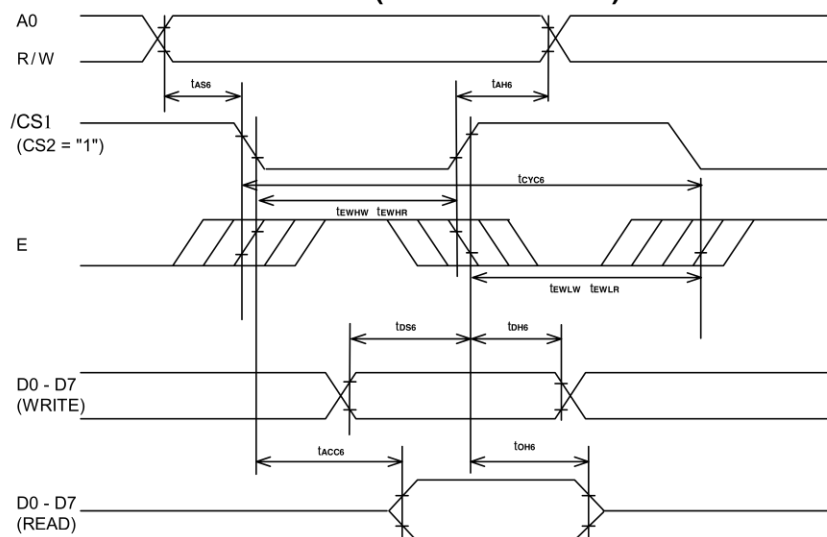 A0
R/W
tAS6 tAH6
/CS1
(CS2 = "1")
tCYC6
tEWHW tEWHR
E
tEWLW tEWLR
tDS6 tDH6
D0 - D7
(WRITE)
tACC6 tOH6
D0 - D7
(READ)